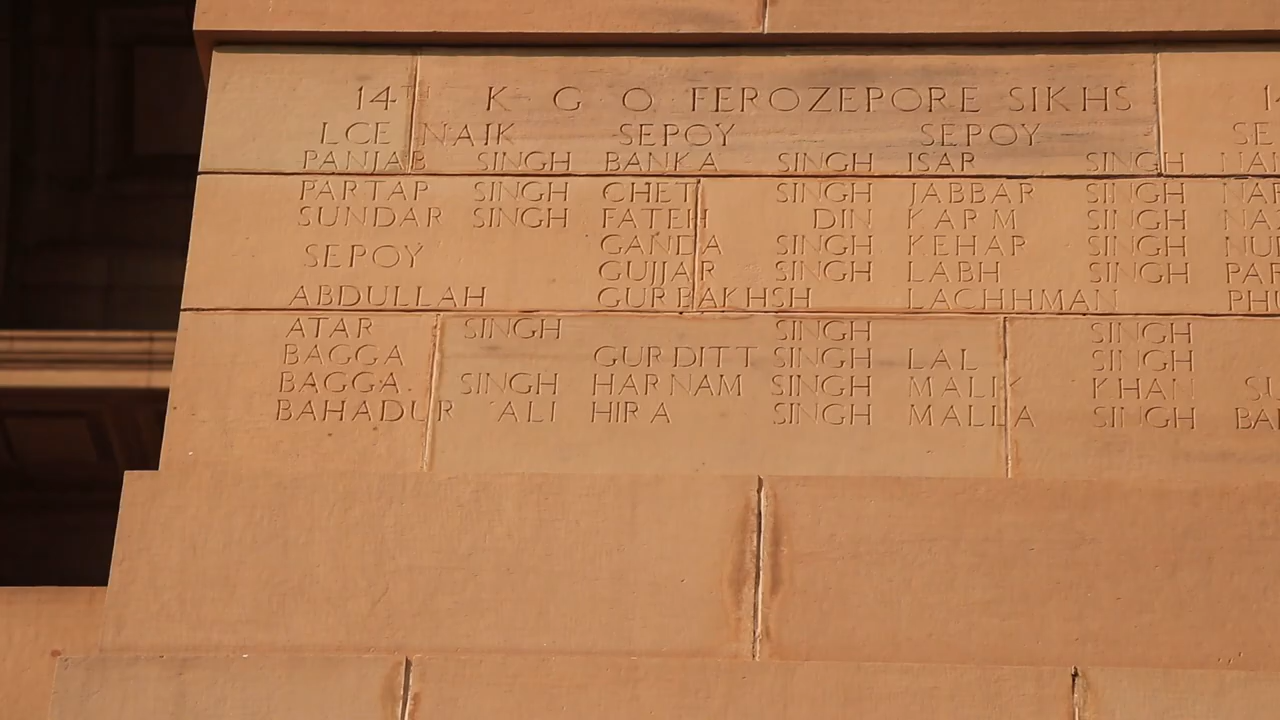 14TH K G O FEROZEPORE SIKHS
LCE NAIK SEPOY SEPOY
PANJAB SINGH BANKA SINGH ISAR SINGH
PARTAP SINGH CHET SINGH JABBAR SINGH
SUNDAR SINGH FATEH DIN KARM SINGH
GANDA SINGH KEHAR SINGH
SEPOY GUJJAR SINGH LABH SINGH
ABDULLAH GURBAKHSH LACHHMAN
ATAR SINGH SINGH SINGH
BAGGA GURDITT SINGH LAL SINGH
BAGGA SINGH HARNAM SINGH MALIK KHAN
BAHADUR ALI HIRA SINGH MALLA SINGH